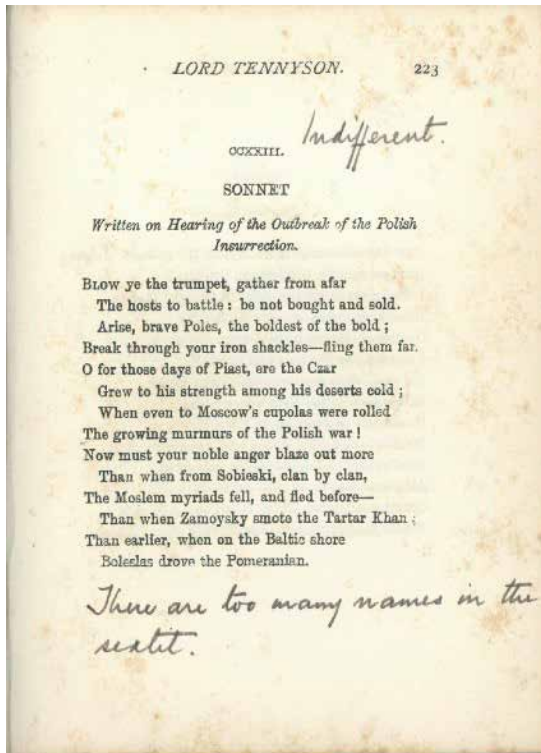 LORD TENNYSON. 223
Indifferent.
CCXXIII.
SONNET
Written on Hearing of the Outbreak of the Polish
Insurrection.
Blow ye the trumpet, gather from afar
The hosts to battle: be not bought and sold.
Arise, brave Poles, the boldest of the bold;
Break through your iron shackles—fling them far.
O for those days of Piast, ere the Czar
Grew to his strength among his deserts cold;
When even to Moscow's cupolas were rolled
The growing murmurs of the Polish war!
Now must your noble anger blaze out more
Than when from Sobieski, clan by clan,
The Moslem myriads fell, and fled before—
Than when Zamoysky smote the Tartar Khan;
Than earlier, when on the Baltic shore
Boleslas drove the Pomeranian.
There are too many names in the
sextit.